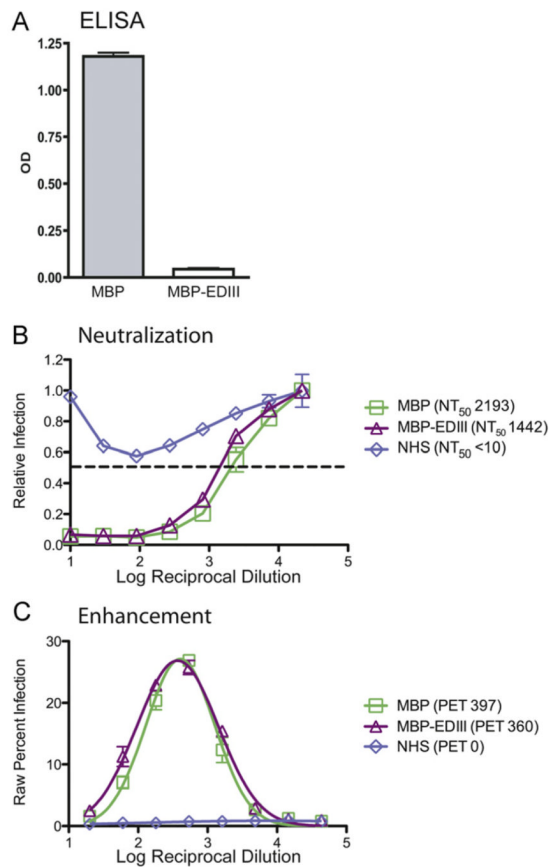 A ELISA
1.25
1.00
0.75
0.50
0.25
0.00
OD
MBP MBP-EDIII
B Neutralization
1.2
1.0
0.8
0.6
0.4
0.2
0.0
Relative Infection
1 2 3 4 5
Log Reciprocal Dilution
MBP (NT50 2193)
MBP-EDIII (NT50 1442)
NHS (NT50 <10)
C Enhancement
30
20
10
0
Raw Percent Infection
1 2 3 4 5
Log Reciprocal Dilution
MBP (PET 397)
MBP-EDIII (PET 360)
NHS (PET 0)